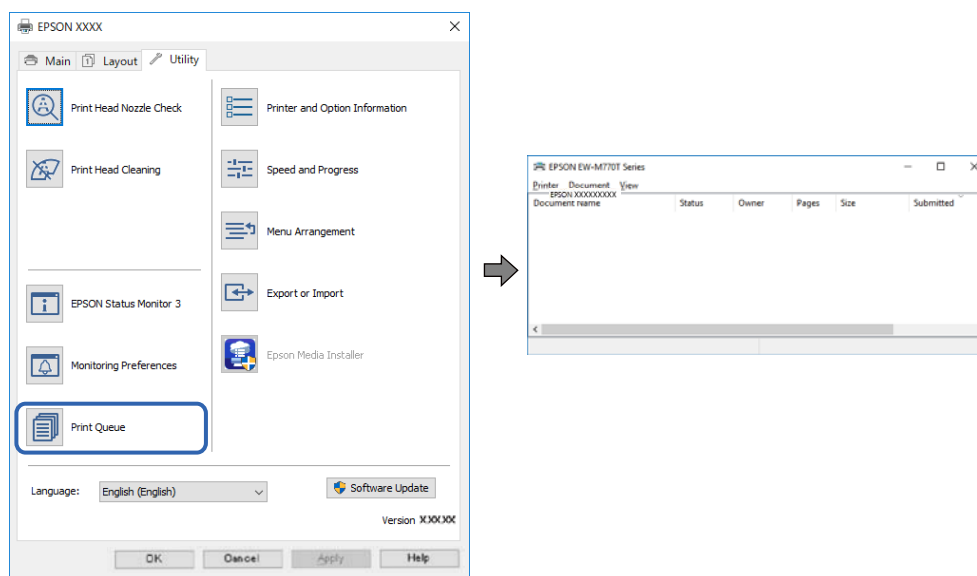 EPSON XXXX
Main
Layout
Utility
Print Head Nozzle Check
Print Head Cleaning
EPSON Status Monitor 3
Monitoring Preferences
Print Queue
Printer and Option Information
Speed and Progress
Menu Arrangement
Export or Import
Epson Media Installer
Language: English (English)
Software Update
Version X.XX.XX
OK Cancel Apply Help
EPSON EW-M770T Series
Printer Document View
EPSON XXXXXXXXX
Document Name Status Owner Pages Size Submitted